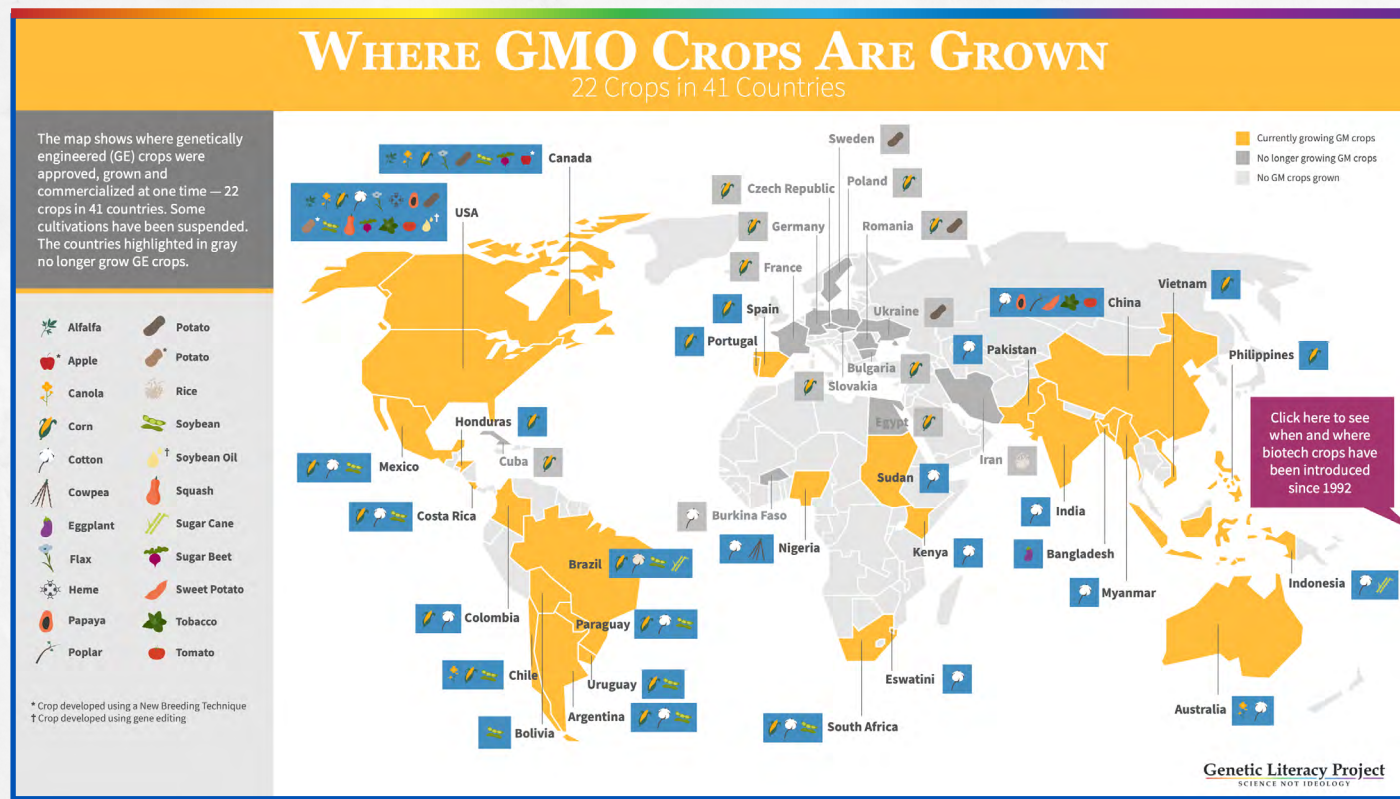 WHERE GMO CROPS ARE GROWN
22 Crops in 41 Countries
The map shows where genetically
engineered (GE) crops were
approved, grown and
commercialized at one time — 22
crops in 41 countries. Some
cultivations have been suspended.
The countries highlighted in gray
no longer grow GE crops.
Alfalfa
Apple
*
Canola
Corn
Cotton
Cowpea
Eggplant
Flax
Heme
Papaya
Poplar
Potato
Potato
*
Rice
Soybean
Soybean Oil
†
Squash
Sugar Cane
Sugar Beet
Sweet Potato
Tobacco
Tomato
* Crop developed using a New Breeding Technique
† Crop developed using gene editing
Currently growing GM crops
No longer growing GM crops
No GM crops grown
*
Canada
*
†
USA
Sweden
Czech Republic
Poland
Germany
Romania
France
Spain
Ukraine
Portugal
Bulgaria
Slovakia
Egypt
China
Vietnam
Pakistan
Philippines
Honduras
Cuba
Mexico
Costa Rica
Iran
Sudan
Burkina Faso
Nigeria
Kenya
India
Bangladesh
Myanmar
Indonesia
Brazil
Colombia
Paraguay
Chile
Uruguay
Argentina
Bolivia
Eswatini
South Africa
Australia
Click here to see
when and where
biotech crops have
been introduced
since 1992
Genetic Literacy Project
SCIENCE NOT IDEOLOGY